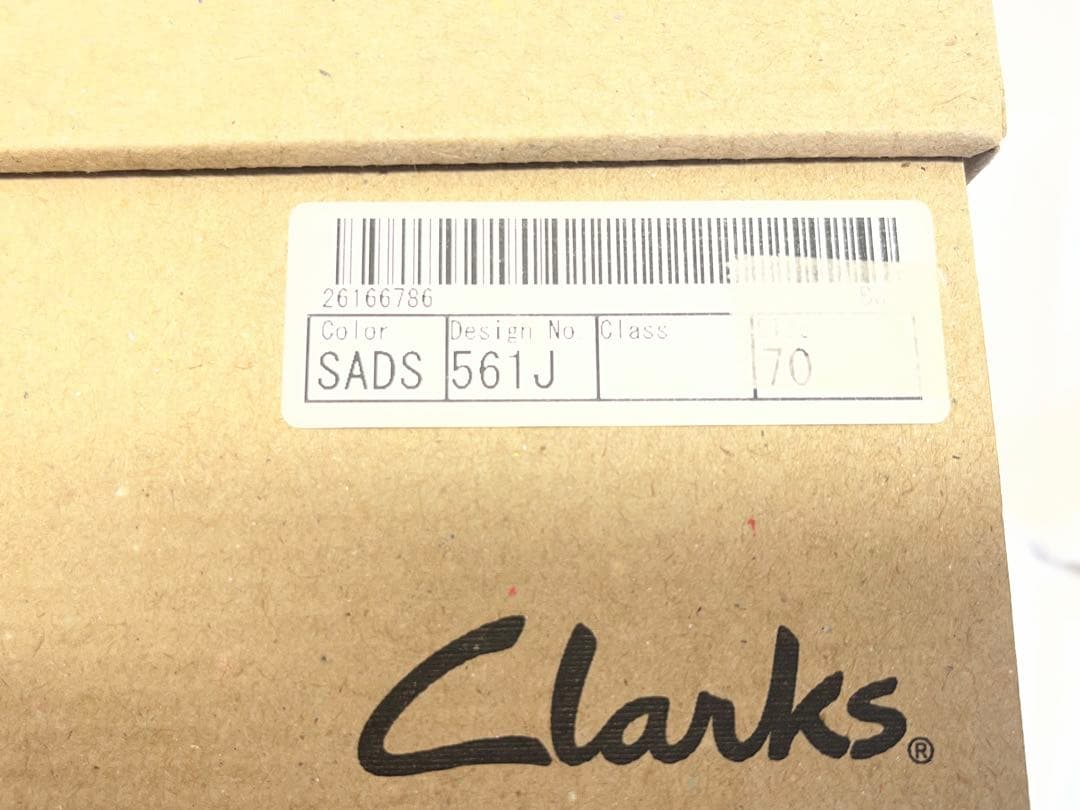 26166786
Color Design No Class
SADS 561J 70
Clarks®